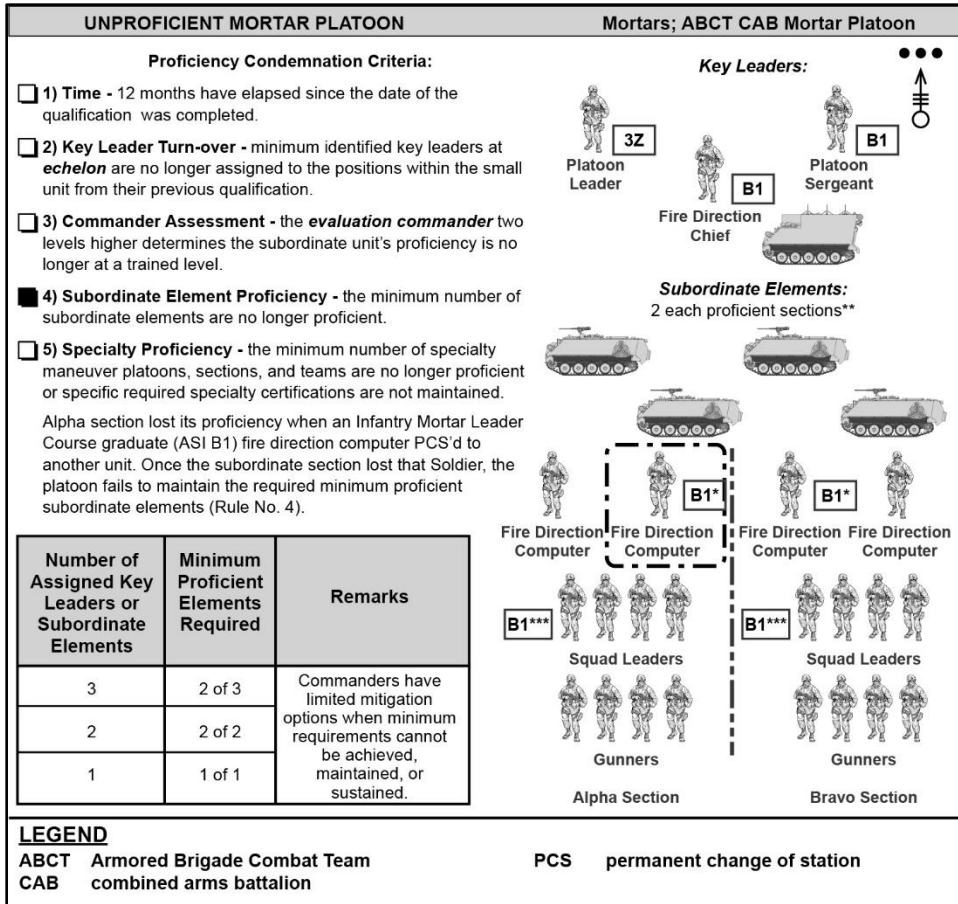 UNPROFICIENT MORTAR PLATOON
Mortars; ABCT CAB Mortar Platoon
Proficiency Condemnation Criteria:
1) Time - 12 months have elapsed since the date of the
qualification was completed.
2) Key Leader Turn-over - minimum identified key leaders at
echelon are no longer assigned to the positions within the small
unit from their previous qualification.
3) Commander Assessment - the evaluation commander two
levels higher determines the subordinate unit's proficiency is no
longer at a trained level.
4) Subordinate Element Proficiency - the minimum number of
subordinate elements are no longer proficient.
5) Specialty Proficiency - the minimum number of specialty
maneuver platoons, sections, and teams are no longer proficient
or specific required specialty certifications are not maintained.
Alpha section lost its proficiency when an Infantry Mortar Leader
Course graduate (ASI B1) fire direction computer PCS'd to
another unit. Once the subordinate section lost that Soldier, the
platoon fails to maintain the required minimum proficient
subordinate elements (Rule No. 4).
Number of
Assigned Key
Leaders or
Subordinate
Elements
Minimum
Proficient
Elements
Required
Remarks
3
2 of 3
2
2 of 2
1
1 of 1
Commanders have
limited mitigation
options when minimum
requirements cannot
be achieved,
maintained, or
sustained.
Key Leaders:
3Z
Platoon
Leader
B1
Fire Direction
Chief
B1
Platoon
Sergeant
Subordinate Elements:
2 each proficient sections**
B1*
B1*
Fire Direction
Computer
Fire Direction
Computer
Fire Direction
Computer
Fire Direction
Computer
B1***
B1***
Squad Leaders
Squad Leaders
Gunners
Gunners
Alpha Section
Bravo Section
LEGEND
ABCT Armored Brigade Combat Team
PCS permanent change of station
CAB combined arms battalion